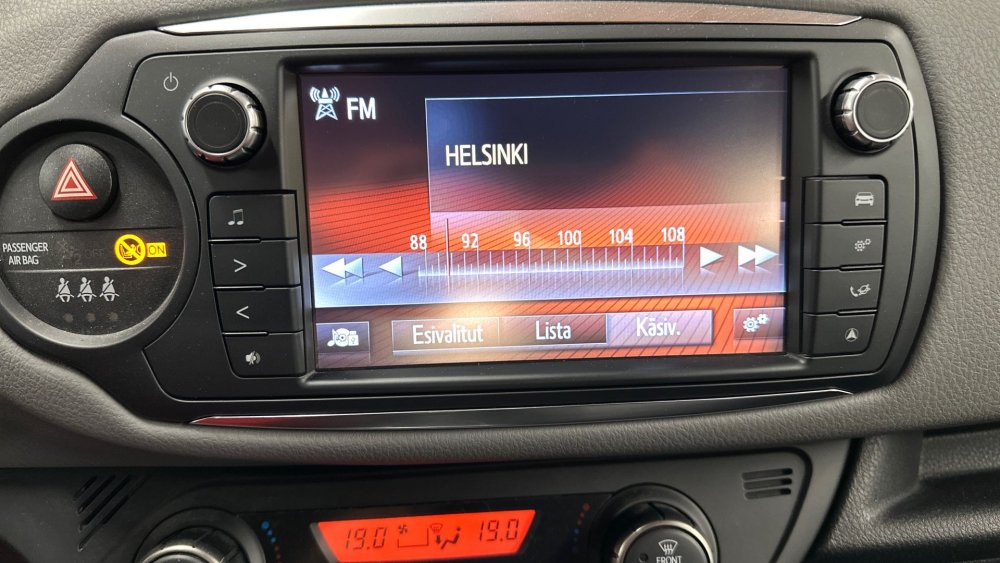 FM
HELSINKI
88 92 96 100 104 108
Esivalitut Lista Käsiv.
PASSENGER
AIR BAG
ON
19.0 19.0
FRONT